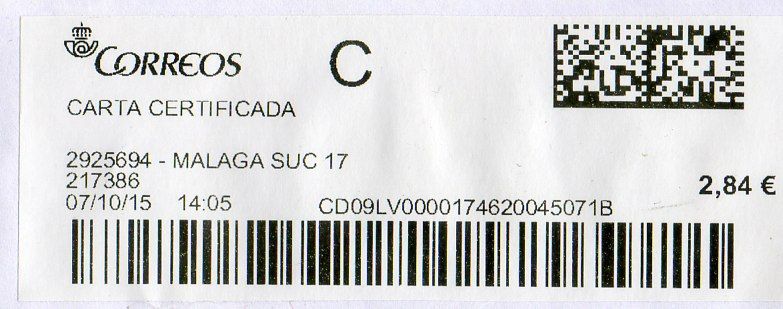 CORREOS
C
CARTA CERTIFICADA
2925694 - MALAGA SUC 17
217386
2,84 €
07/10/15 14:05 CD09LV0000174620045071B